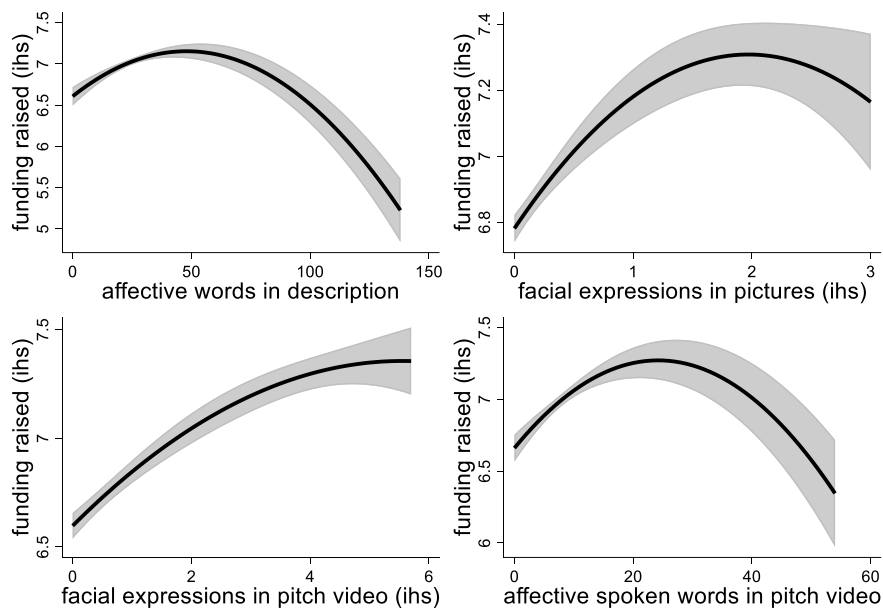 funding raised (ihs)
7.5
7
6.5
6
5.5
5
0 50 100 150
affective words in description
funding raised (ihs)
7.4
7.2
7
6.8
0 1 2 3
facial expressions in pictures (ihs)
funding raised (ihs)
7.5
7
6.5
0 2 4 6
facial expressions in pitch video (ihs)
funding raised (ihs)
7.5
7
6.5
6
0 20 40 60
affective spoken words in pitch video